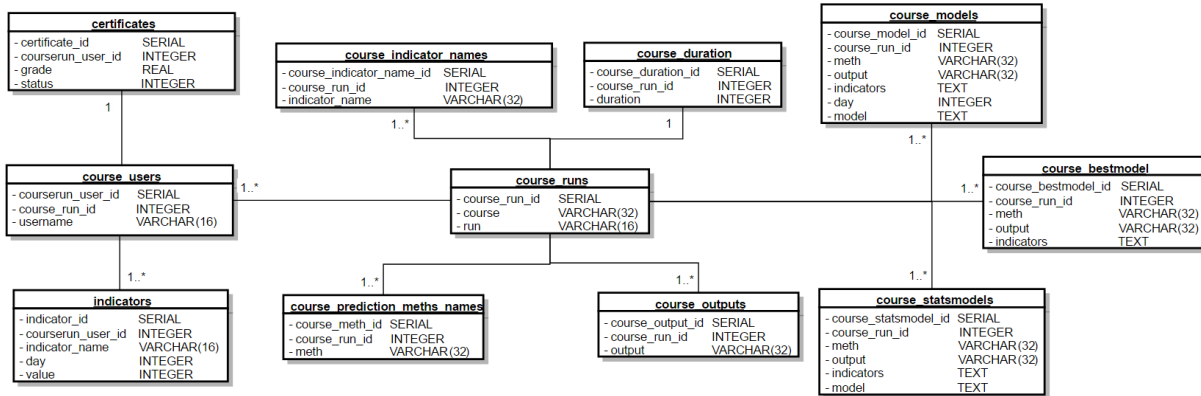 certificates
- certificate_id SERIAL
- courserun_user_id INTEGER
- grade REAL
- status INTEGER
1
course_indicator_names
- course_indicator_name_id SERIAL
- course_run_id INTEGER
- indicator_name VARCHAR(32)
1..*
course_duration
- course_duration_id SERIAL
- course_run_id INTEGER
- duration INTEGER
1
course_models
- course_model_id SERIAL
- course_run_id INTEGER
- meth VARCHAR(32)
- output VARCHAR(32)
- indicators TEXT
- day INTEGER
- model TEXT
1..*
course_users
- courserun_user_id SERIAL
- course_run_id INTEGER
- username VARCHAR(16)
1..*
1..*
course_runs
- course_run_id SERIAL
- course VARCHAR(32)
- run VARCHAR(16)
course_bestmodel
- course_bestmodel_id SERIAL
- course_run_id INTEGER
- meth VARCHAR(32)
- output VARCHAR(32)
- indicators TEXT
1..*
indicators
- indicator_id SERIAL
- courserun_user_id INTEGER
- indicator_name VARCHAR(16)
- day INTEGER
- value INTEGER
1..*
course_prediction_meths_names
- course_meth_id SERIAL
- course_run_id INTEGER
- meth VARCHAR(32)
1..*
course_outputs
- course_output_id SERIAL
- course_run_id INTEGER
- output VARCHAR(32)
1..*
course_statsmodels
- course_statsmodel_id SERIAL
- course_run_id INTEGER
- meth VARCHAR(32)
- output VARCHAR(32)
- indicators TEXT
- model TEXT